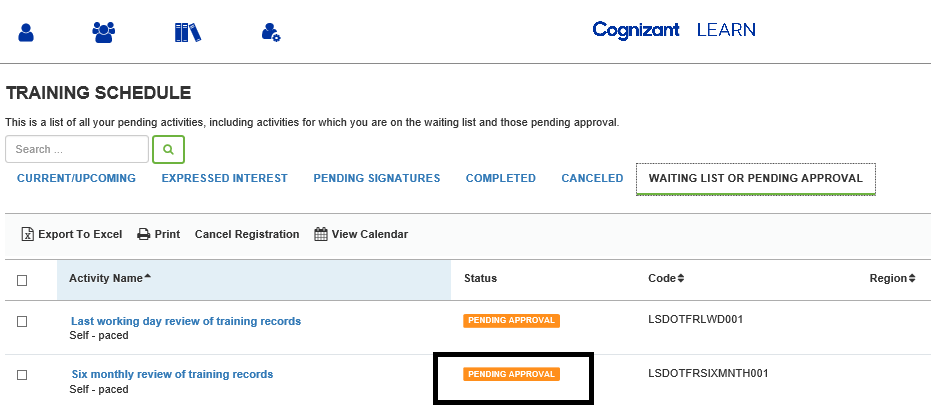 Cognizant LEARN
TRAINING SCHEDULE
This is a list of all your pending activities, including activities for which you are on the waiting list and those pending approval.
Search ...
CURRENT/UPCOMING EXPRESSED INTEREST PENDING SIGNATURES COMPLETED CANCELED WAITING LIST OR PENDING APPROVAL
Export To Excel Print Cancel Registration View Calendar
Activity Name Status Code Region
Last working day review of training records PENDING APPROVAL LSDOTFRLWD001
Self - paced
Six monthly review of training records PENDING APPROVAL LSDOTFRSIXMNTH001
Self - paced